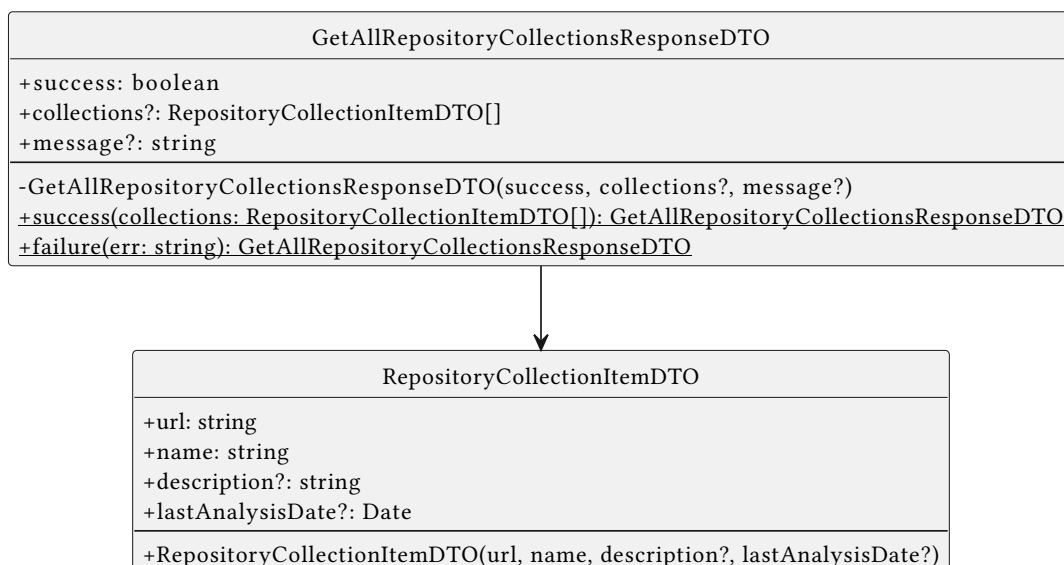 GetAllRepositoryCollectionsResponseDTO
+success: boolean
+collections?: RepositoryCollectionItemDTO[]
+message?: string
-GetAllRepositoryCollectionsResponseDTO(success, collections?, message?)
+success(collections: RepositoryCollectionItemDTO[]): GetAllRepositoryCollectionsResponseDTO
+failure(err: string): GetAllRepositoryCollectionsResponseDTO
RepositoryCollectionItemDTO
+url: string
+name: string
+description?: string
+lastAnalysisDate?: Date
+RepositoryCollectionItemDTO(url, name, description?, lastAnalysisDate?)